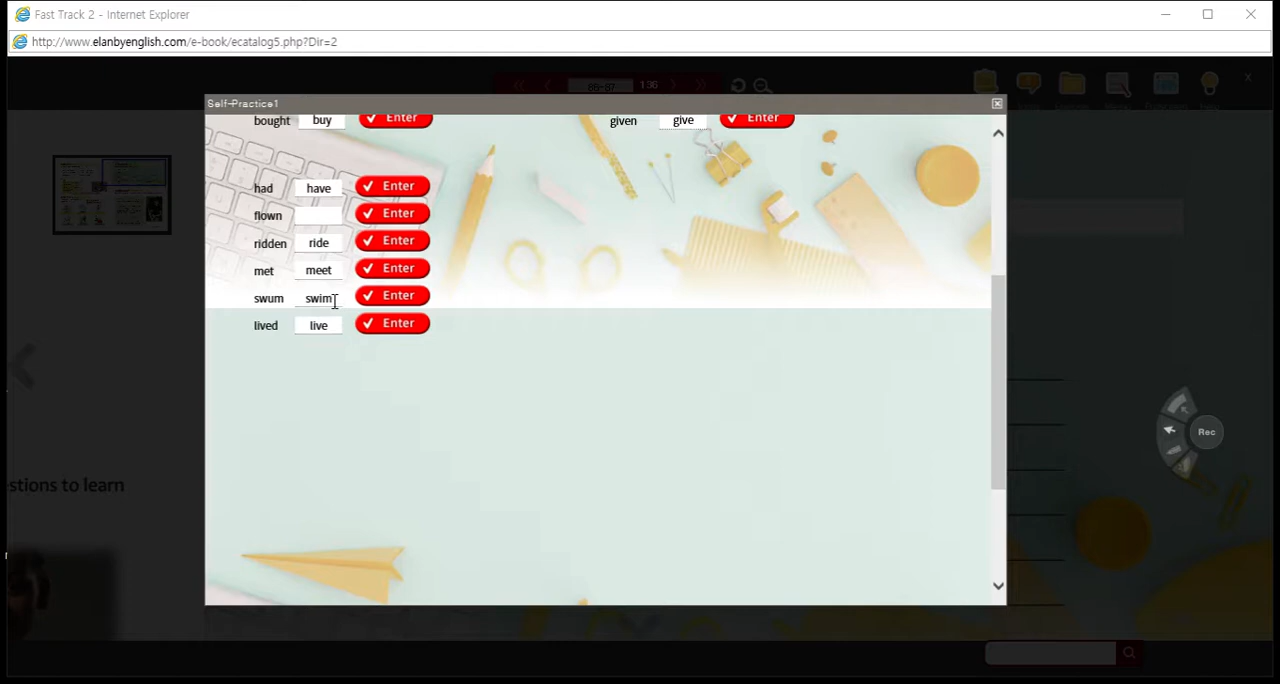 Fast Track 2 - Internet Explorer
http://www.elanbyenglish.com/e-book/ecatalog5.php?Dir=2
136
Self-Practice1
bought buy Enter given give Enter
had have Enter
flown Enter
ridden ride Enter
met meet Enter
swum swim Enter
lived live Enter
Rec
estions to learn